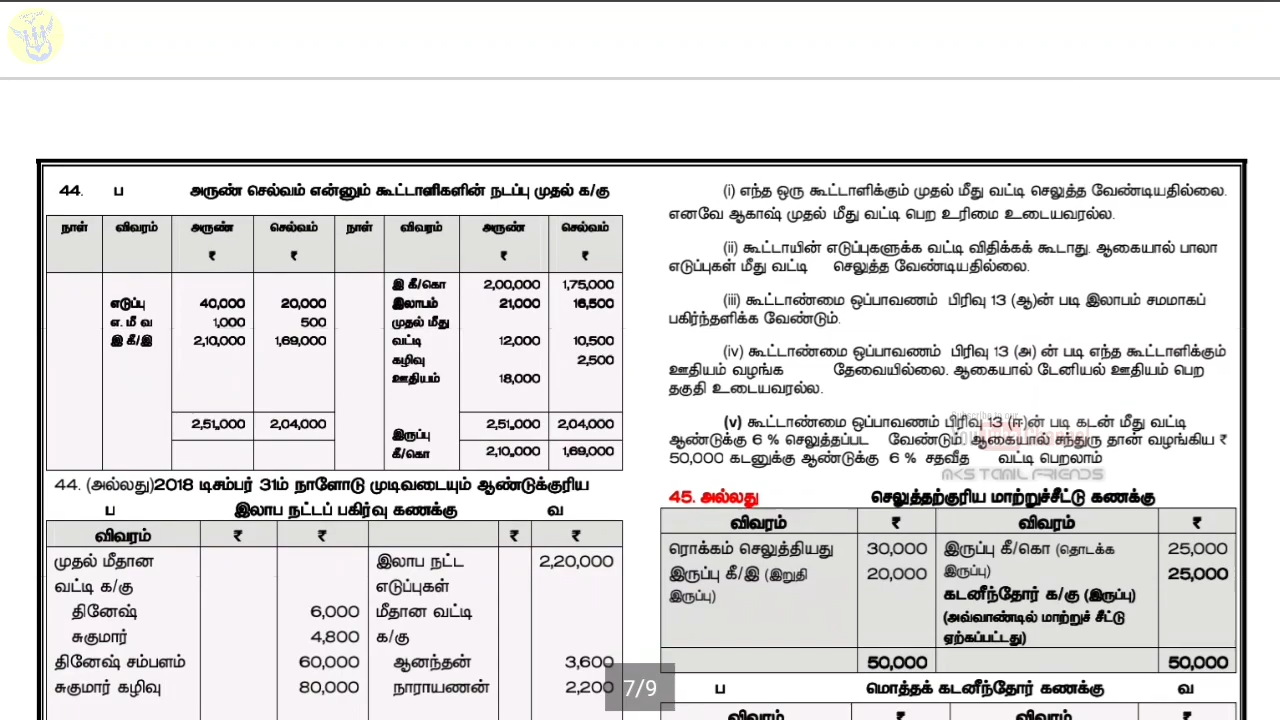 44. ப அருண் செல்வம் என்னும் கூட்டாளிகளின் நடப்பு முதல் க/கு
நாள் விவரம் அருண் செல்வம் நாள் விவரம் அருண் செல்வம்
₹ ₹ ₹ ₹
இ கீ/கொ 2,00,000 1,75,000
எடுப்பு 40,000 20,000 இலாபம் 21,000 16,500
எ. மீ வ 1,000 500 முதல் மீது
இ கீ/இ 2,10,000 1,69,000 வட்டி 12,000 10,500
கழிவு 2,500
ஊதியம் 18,000
2,51,000 2,04,000 2,51,000 2,04,000
இருப்பு
கீ/கொ 2,10,000 1,69,000
44. (அல்லது)2018 டிசம்பர் 31ம் நாளோடு முடிவடையும் ஆண்டுக்குரிய
ப இலாப நட்டப் பகிர்வு கணக்கு வ
விவரம் ₹ ₹ ₹ ₹
முதல் மீதான இலாப நட்ட 2,20,000
வட்டி க/கு எடுப்புகள்
தினேஷ் 6,000 மீதான வட்டி
சுகுமார் 4,800 க/கு
தினேஷ் சம்பளம் 60,000 ஆனந்தன் 3,600
சுகுமார் கழிவு 80,000 நாராயணன் 2,200
(i) எந்த ஒரு கூட்டாளிக்கும் முதல் மீது வட்டி செலுத்த வேண்டியதில்லை.
எனவே ஆகாஷ் முதல் மீது வட்டி பெற உரிமை உடையவரல்ல.
(ii) கூட்டாயின் எடுப்புகளுக்க வட்டி விதிக்கக் கூடாது. ஆகையால் பாலா
எடுப்புகள் மீது வட்டி செலுத்த வேண்டியதில்லை.
(iii) கூட்டாண்மை ஒப்பாவணம் பிரிவு 13 (ஆ)ன் படி இலாபம் சமமாகப்
பகிர்ந்தளிக்க வேண்டும்.
(iv) கூட்டாண்மை ஒப்பாவணம் பிரிவு 13 (அ) ன் படி எந்த கூட்டாளிக்கும்
ஊதியம் வழங்க தேவையில்லை. ஆகையால் டேனியல் ஊதியம் பெற
தகுதி உடையவரல்ல.
(v) கூட்டாண்மை ஒப்பாவணம் பிரிவு 13 (ஈ)ன் படி கடன் மீது வட்டி
ஆண்டுக்கு 6 % செலுத்தப்பட வேண்டும் ஆகையால் சந்துரு தான் வழங்கிய ₹
50,000 கடனுக்கு ஆண்டுக்கு 6 % சதவீத வட்டி பெறலாம்
Subscribe to our
MKS TAMIL FRIENDS
45. அல்லது செலுத்தற்குரிய மாற்றுச்சீட்டு கணக்கு
விவரம் ₹ விவரம் ₹
ரொக்கம் செலுத்தியது 30,000 இருப்பு கீ/கொ (தொடக்க 25,000
இருப்பு கீ/இ (இறுதி 20,000 இருப்பு) 25,000
இருப்பு) கடனீந்தோர் க/கு (இருப்பு)
(அவ்வாண்டில் மாற்றுச் சீட்டு
ஏற்கப்பட்டது)
50,000 50,000
ப மொத்தக் கடனீந்தோர் கணக்கு வ
விவரம் ₹ விவரம் ₹
7/9